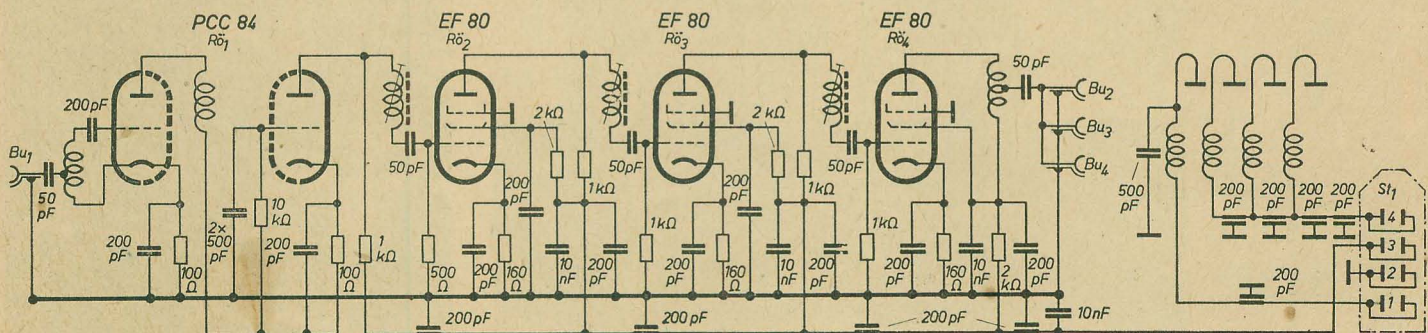 PCC 84
Rö1
EF 80
Rö2
EF 80
Rö3
EF 80
Rö4
200 pF
Bu1
50 pF
200 pF
100 Ω
2× 500 pF
10 kΩ
200 pF
100 Ω
1 kΩ
50 pF
500 Ω
200 pF
160 Ω
200 pF
2 kΩ
1 kΩ
10 nF
200 pF
50 pF
1 kΩ
200 pF
160 Ω
200 pF
2 kΩ
1 kΩ
10 nF
200 pF
50 pF
1 kΩ
200 pF
160 Ω
10 nF
2 kΩ
200 pF
50 pF
Bu2
Bu3
Bu4
200 pF
200 pF
200 pF
10 nF
500 pF
200 pF
200 pF
200 pF
200 pF
200 pF
St1
4
3
2
1